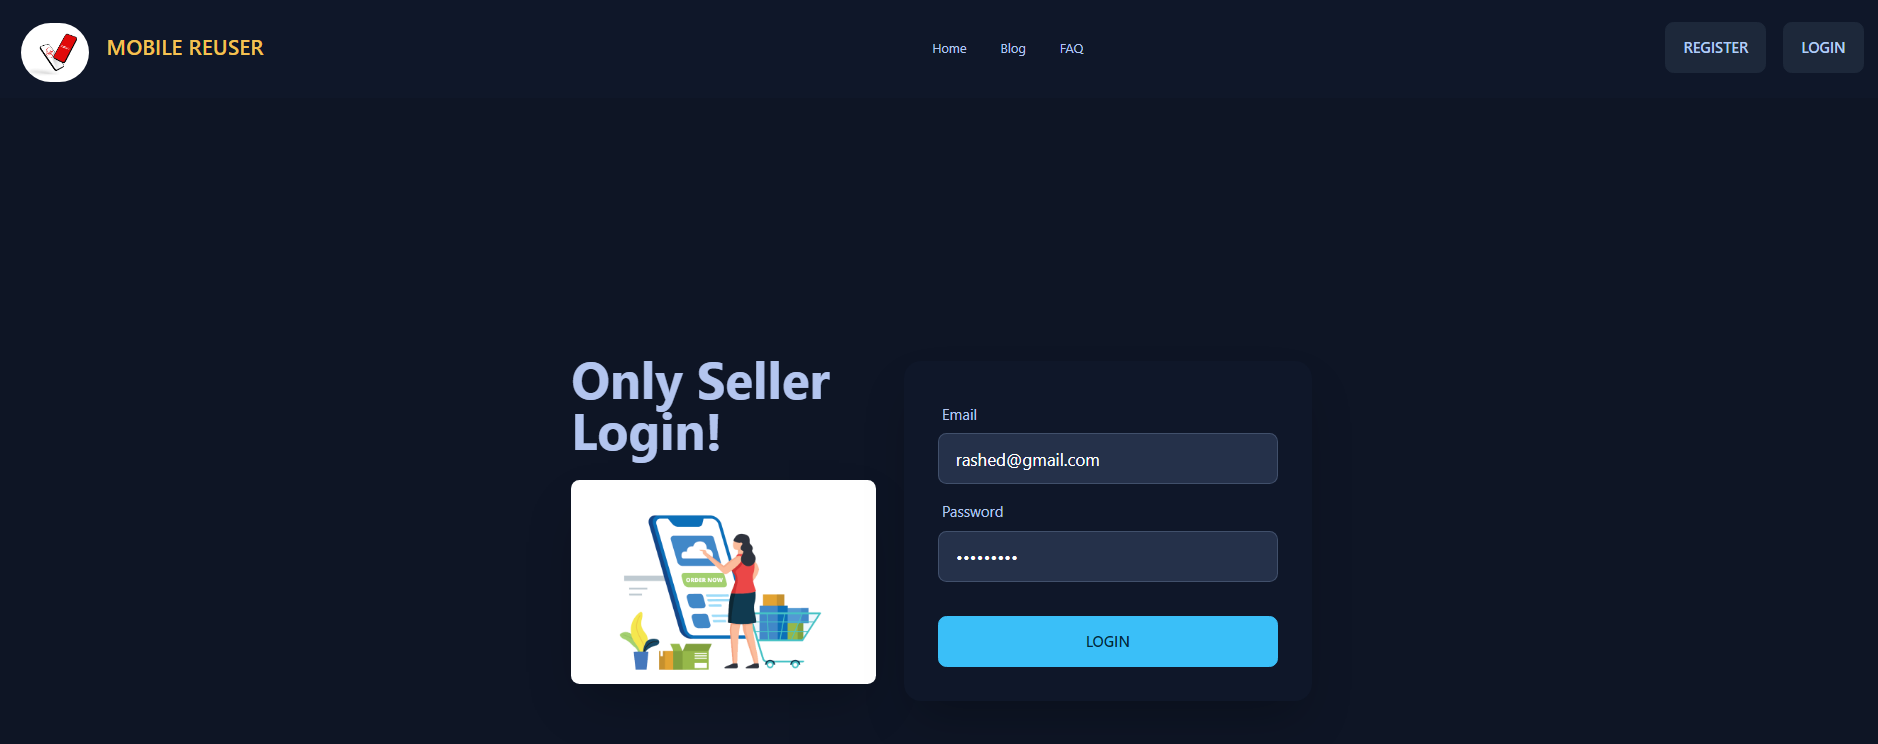 MOBILE REUSER
Home
Blog
FAQ
REGISTER
LOGIN
Only Seller
Login!
ORDER NOW
Email
rashed@gmail.com
Password
•••••••••
LOGIN